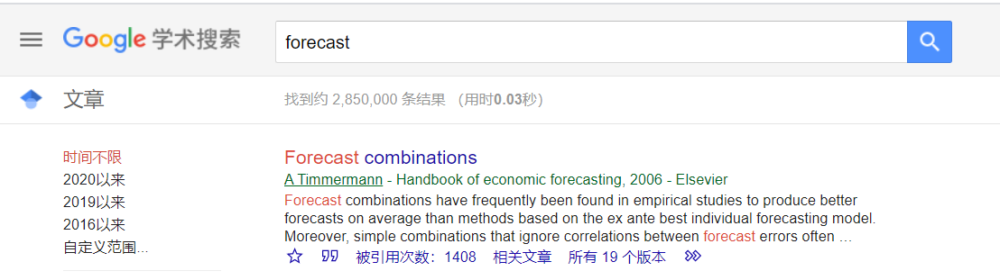 Google 学术搜索
forecast
文章
找到约 2,850,000 条结果 （用时0.03秒）
时间不限
2020以来
2019以来
2016以来
自定义范围...
Forecast combinations
A Timmermann - Handbook of economic forecasting, 2006 - Elsevier
Forecast combinations have frequently been found in empirical studies to produce better
forecasts on average than methods based on the ex ante best individual forecasting model.
Moreover, simple combinations that ignore correlations between forecast errors often …
被引用次数：1408 相关文章 所有 19 个版本